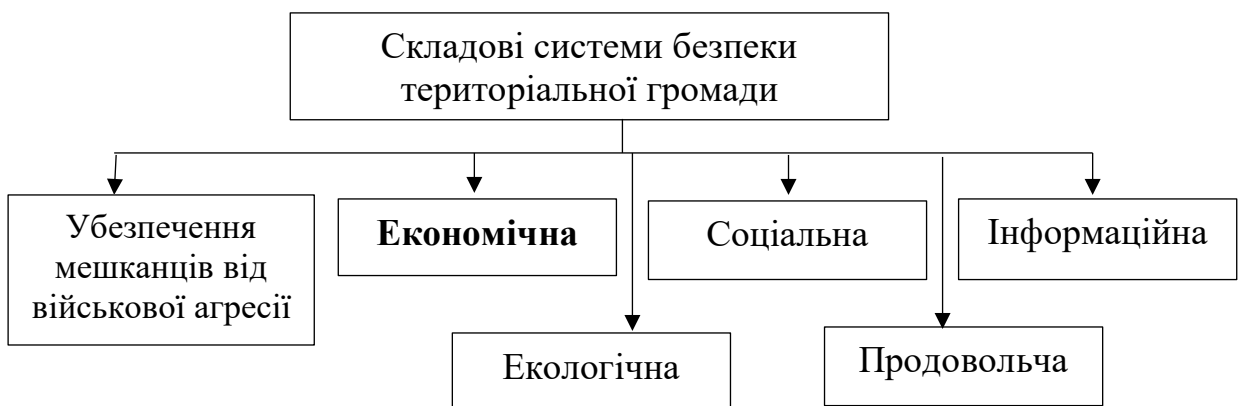 Складові системи безпеки
територіальної громади
Убезпечення
мешканців від
військової агресії
Економічна
Соціальна
Інформаційна
Екологічна
Продовольча